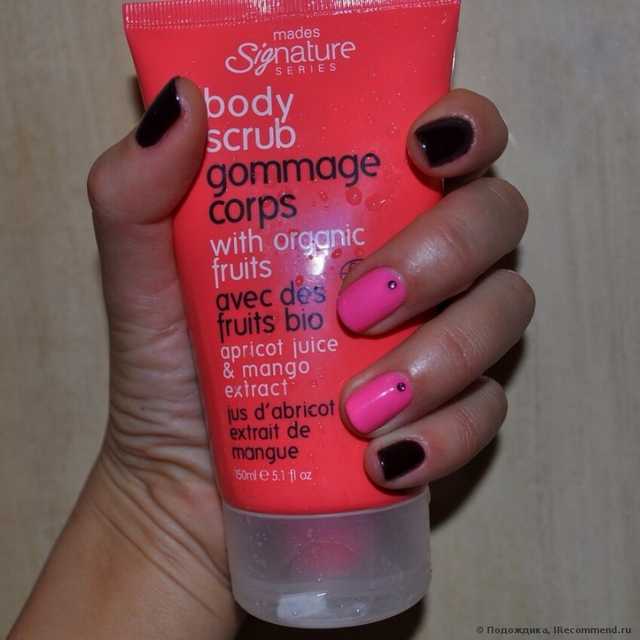 mades
Signature
SERIES
body
scrub
gommage
corps
with organic
fruits
avec des
fruits bio
apricot juice
& mango
extract
jus d'abricot
extrait de
mangue
150ml ℮ 5.1 fl oz
© Подождика, IRecommend.ru